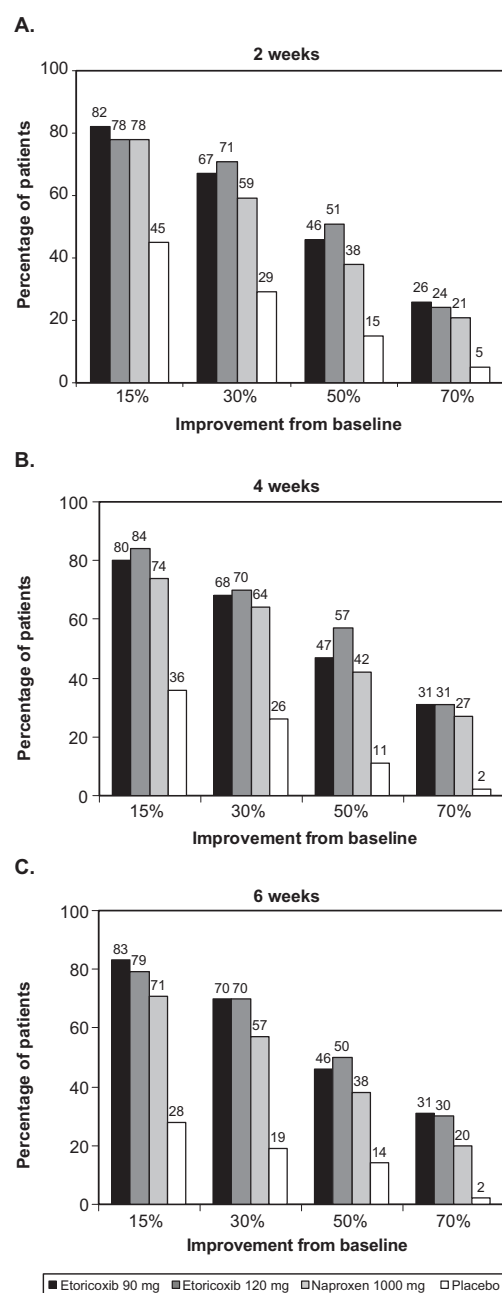 A.
2 weeks
100
80
60
40
20
0
Percentage of patients
82 78 78 45
67 71 59 29
46 51 38 15
26 24 21 5
15% 30% 50% 70%
Improvement from baseline
B.
4 weeks
100
80
60
40
20
0
Percentage of patients
80 84 74 36
68 70 64 26
47 57 42 11
31 31 27 2
15% 30% 50% 70%
Improvement from baseline
C.
6 weeks
100
80
60
40
20
0
Percentage of patients
83 79 71 28
70 70 57 19
46 50 38 14
31 30 20 2
15% 30% 50% 70%
Improvement from baseline
Etoricoxib 90 mg Etoricoxib 120 mg Naproxen 1000 mg Placebo